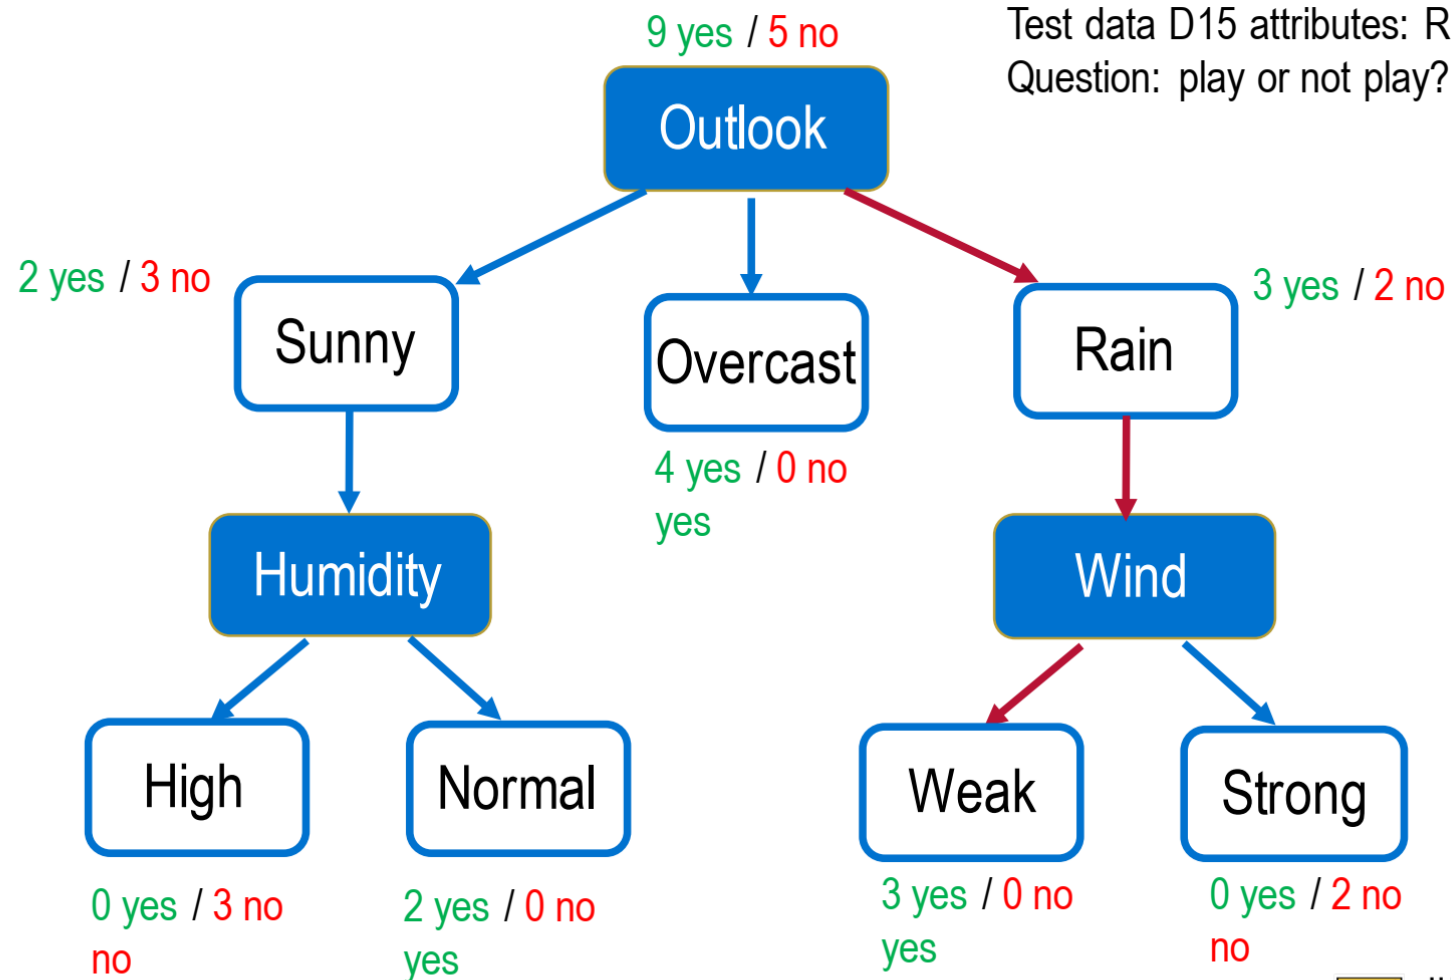 9 yes / 5 no
Test data D15 attributes: R
Question: play or not play?
Outlook
2 yes / 3 no
Sunny
Overcast
Rain
3 yes / 2 no
4 yes / 0 no
yes
Humidity
Wind
High
Normal
Weak
Strong
0 yes / 3 no
no
2 yes / 0 no
yes
3 yes / 0 no
yes
0 yes / 2 no
no